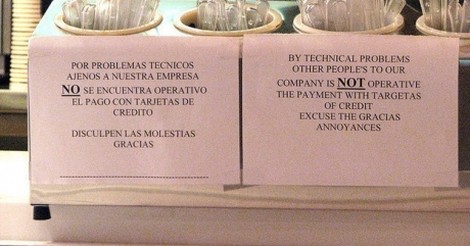 POR PROBLEMAS TECNICOS
AJENOS A NUESTRA EMPRESA
NO SE ENCUENTRA OPERATIVO
EL PAGO CON TARJETAS DE
CREDITO
DISCULPEN LAS MOLESTIAS
GRACIAS
BY TECHNICAL PROBLEMS
OTHER PEOPLE'S TO OUR
COMPANY IS NOT OPERATIVE
THE PAYMENT WITH TARGETAS
OF CREDIT
EXCUSE THE GRACIAS
ANNOYANCES